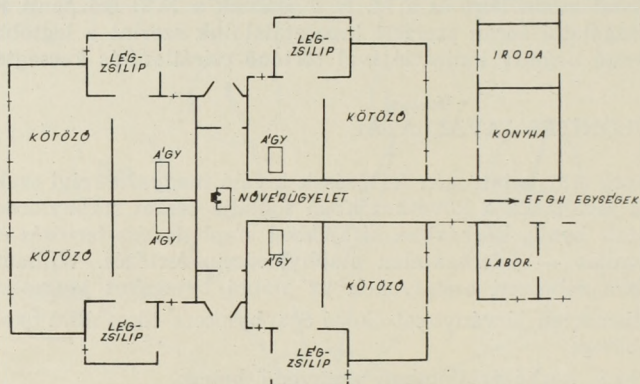 LÉG-
ZSILIP
LÉG-
ZSILIP
IRODA
KÖTÖZŐ
KÖTÖZŐ
KONYHA
ÁGY
ÁGY
NŐVÉRÜGYELET
EFGH EGYSÉGEK
ÁGY
ÁGY
KÖTÖZŐ
KÖTÖZŐ
LABOR.
LÉG-
ZSILIP
LÉG-
ZSILIP